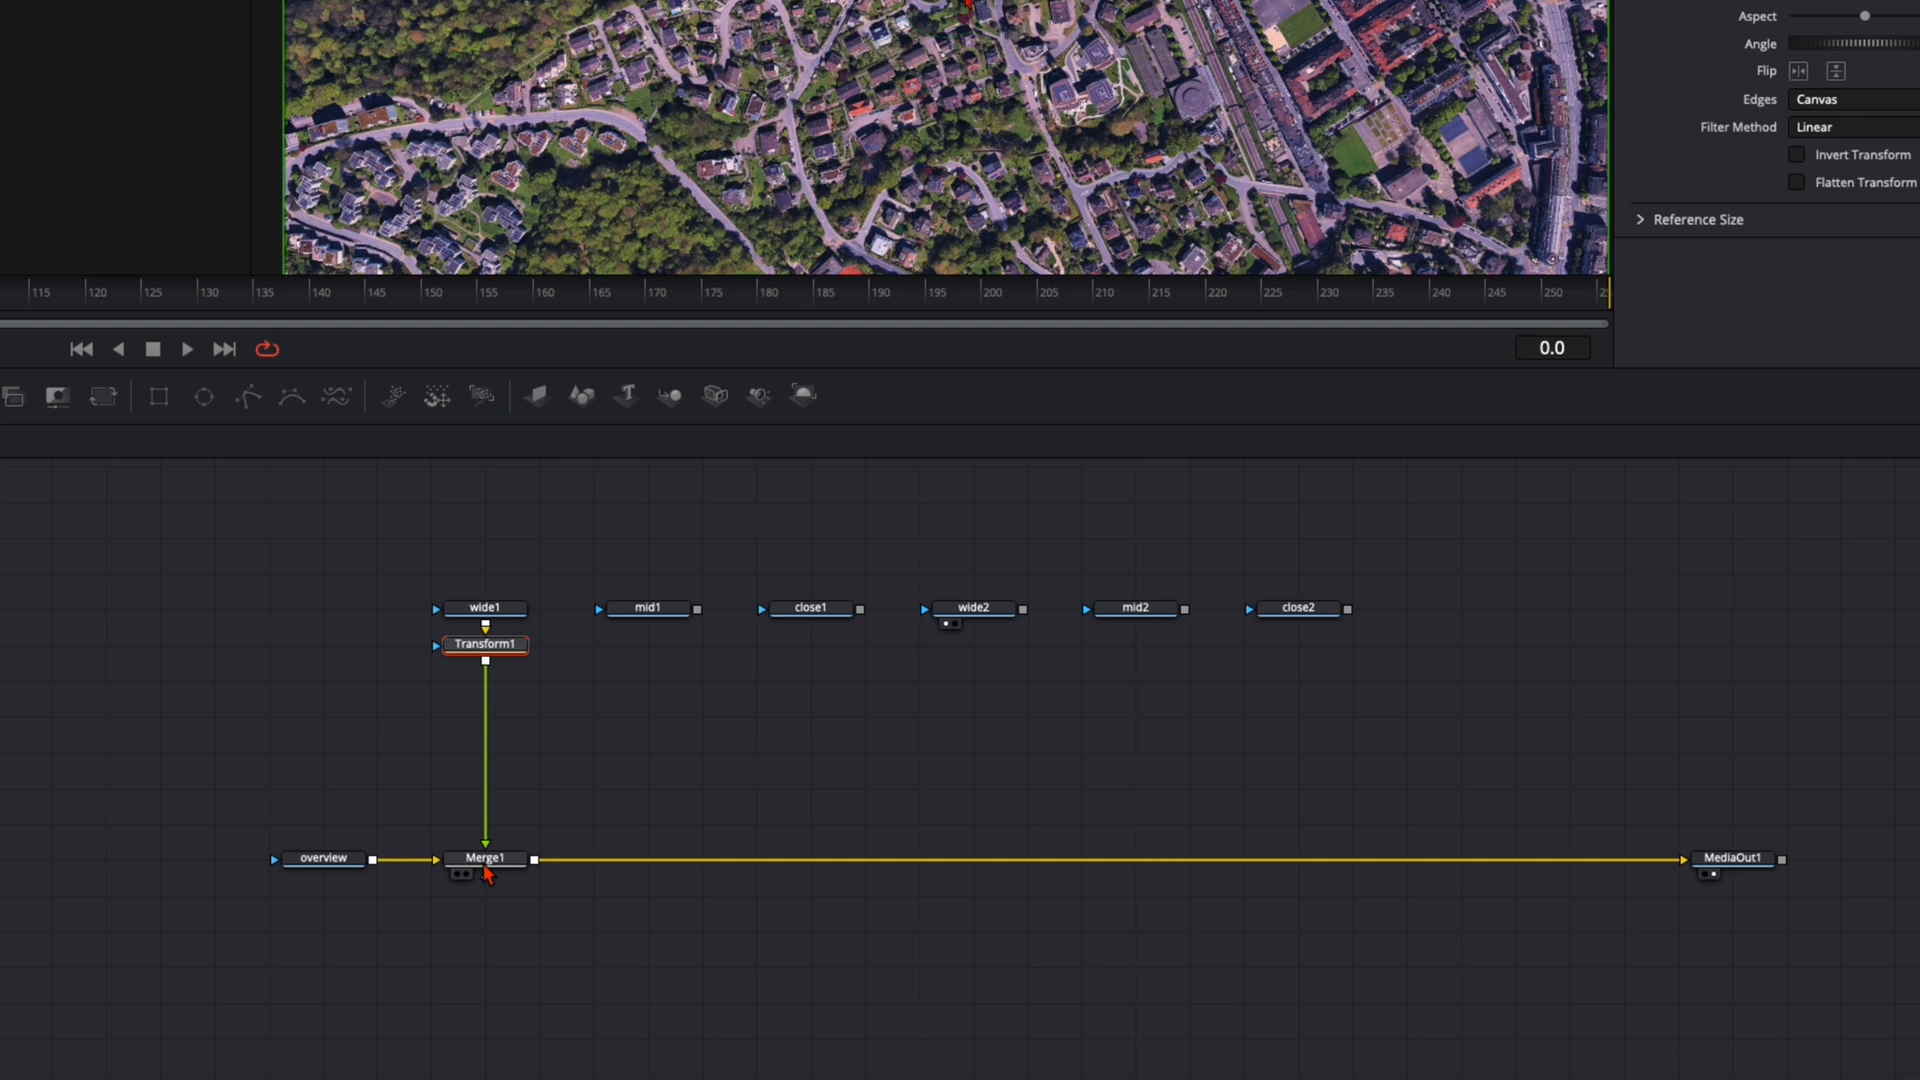 Aspect
Angle
Flip
Edges Canvas
Filter Method Linear
Invert Transform
Flatten Transform
Reference Size
115 120 125 130 135 140 145 150 155 160 165 170 175 180 185 190 195 200 205 210 215 220 225 230 235 240 245 250
0.0
wide1 mid1 close1 wide2 mid2 close2
Transform1
overview Merge1 MediaOut1